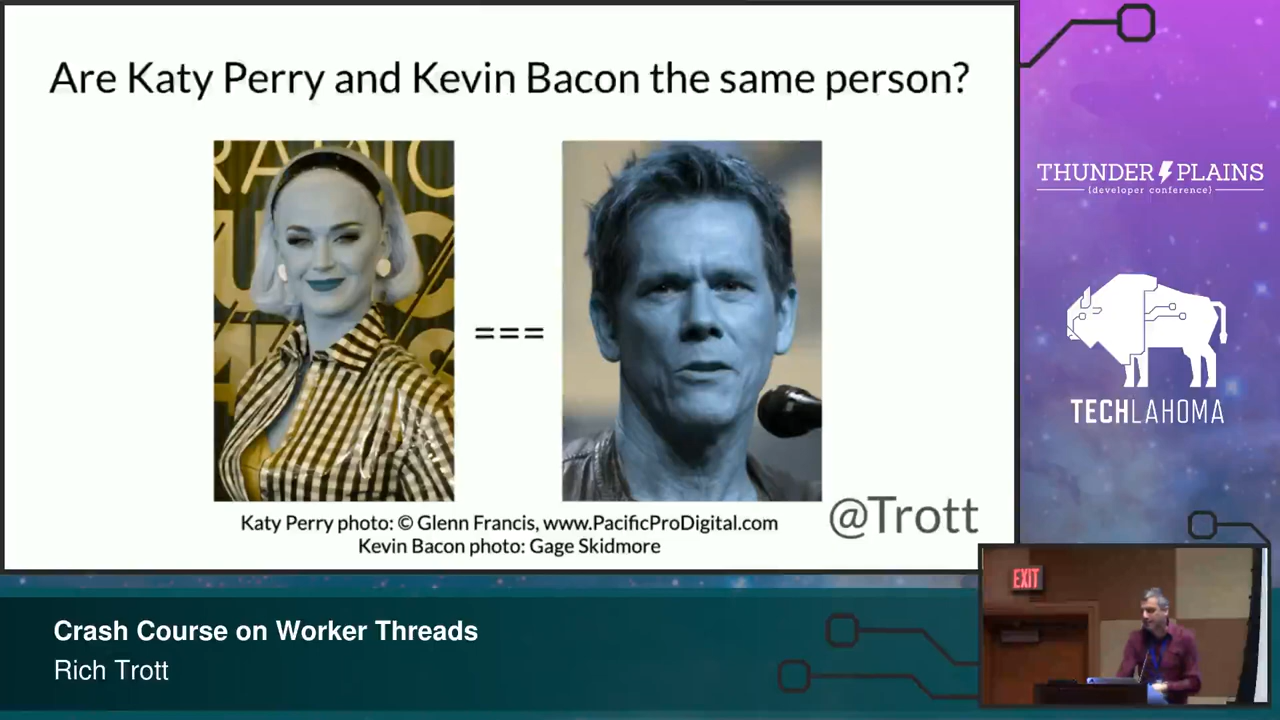 Are Katy Perry and Kevin Bacon the same person?
===
Katy Perry photo: © Glenn Francis, www.PacificProDigital.com
Kevin Bacon photo: Gage Skidmore
@Trott
THUNDER PLAINS
{developer conference}
TECHLAHOMA
EXIT
Crash Course on Worker Threads
Rich Trott